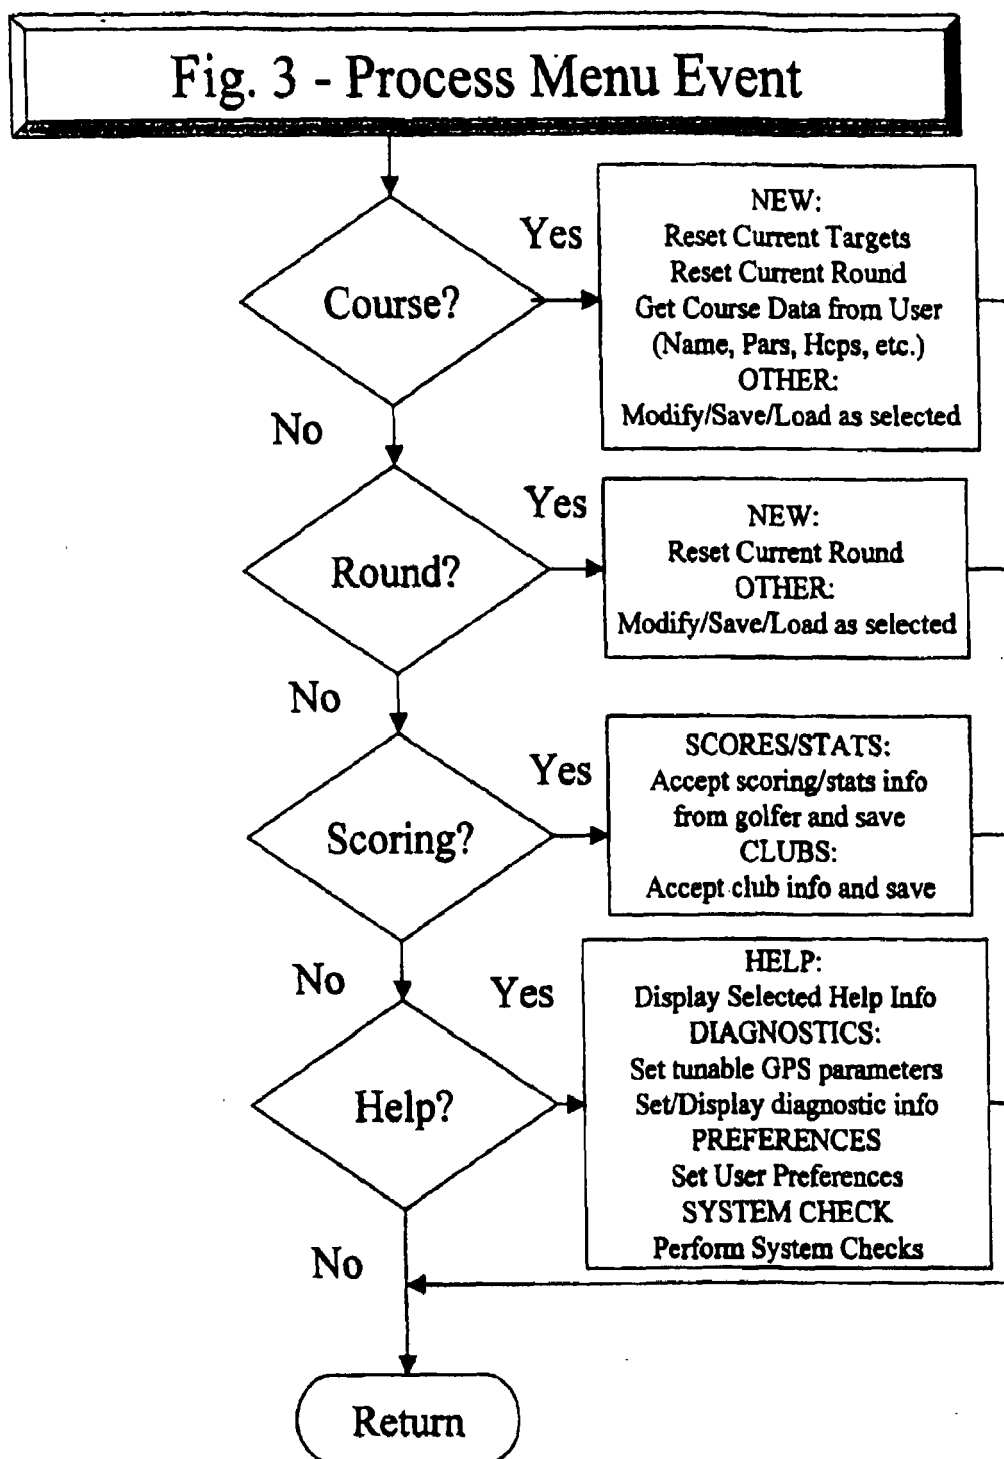 Fig. 3 - Process Menu Event
Course?
Yes
NEW:
Reset Current Targets
Reset Current Round
Get Course Data from User
(Name, Pars, Hcps, etc.)
OTHER:
Modify/Save/Load as selected
No
Round?
Yes
NEW:
Reset Current Round
OTHER:
Modify/Save/Load as selected
No
Scoring?
Yes
SCORES/STATS:
Accept scoring/stats info
from golfer and save
CLUBS:
Accept club info and save
No
Help?
Yes
HELP:
Display Selected Help Info
DIAGNOSTICS:
Set tunable GPS parameters
Set/Display diagnostic info
PREFERENCES
Set User Preferences
SYSTEM CHECK
Perform System Checks
No
Return